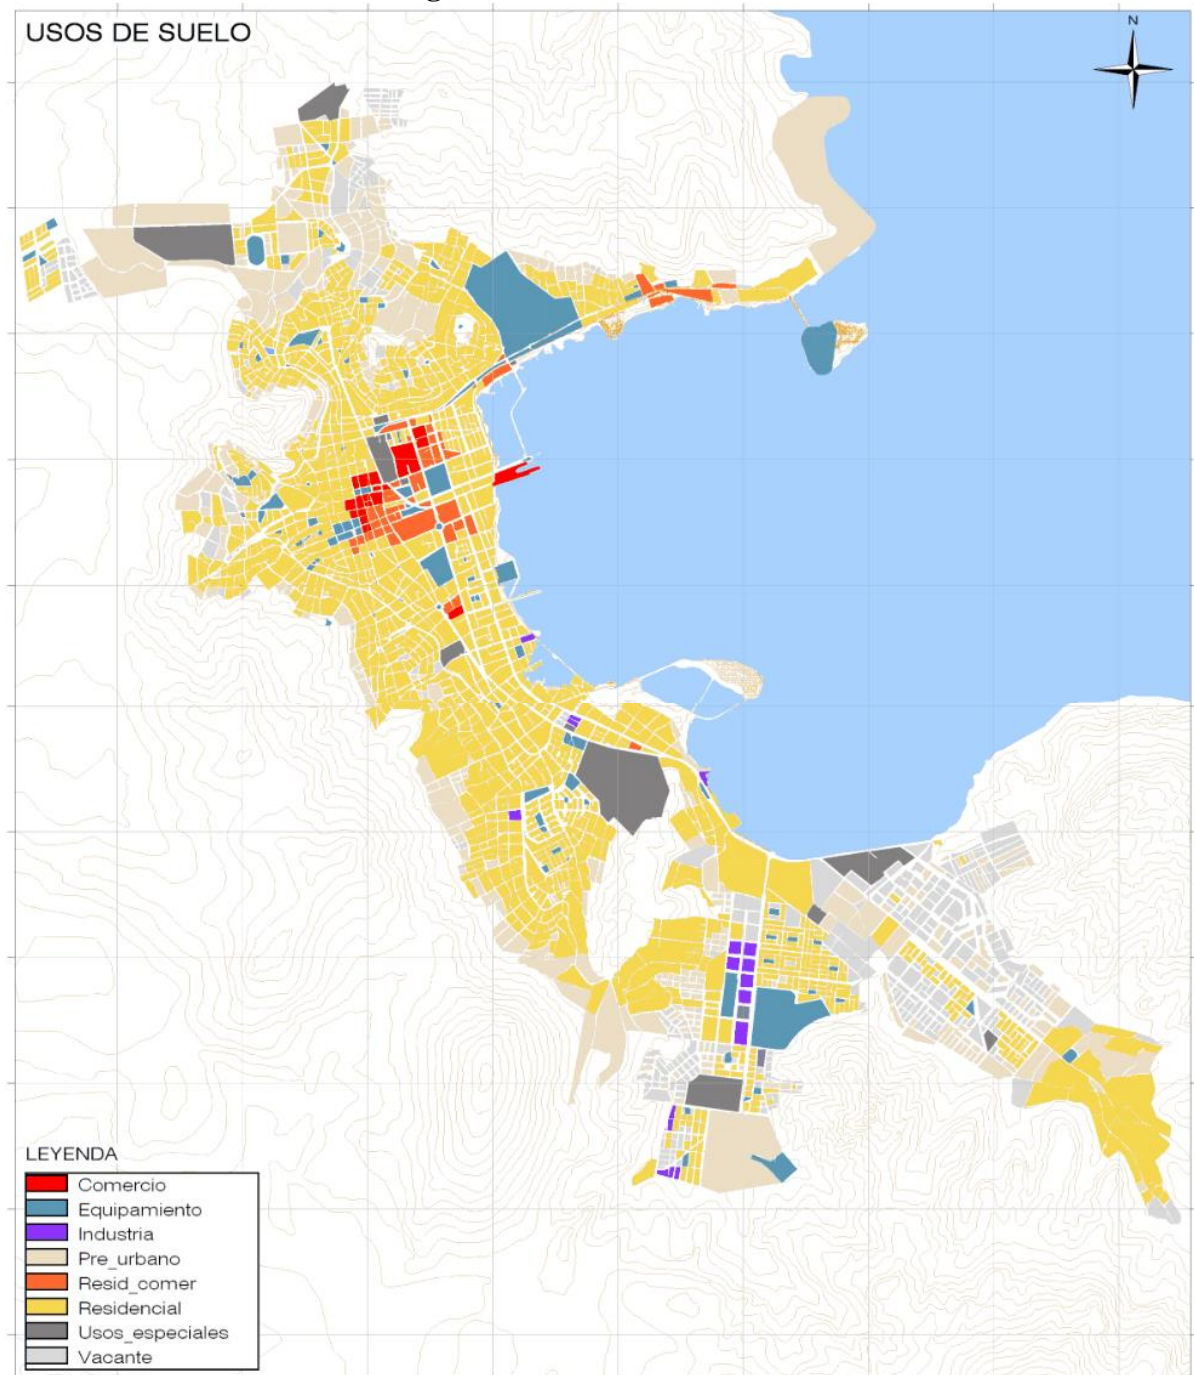 USOS DE SUELO
N
LEYENDA
Comercio
Equipamiento
Industria
Pre_urbano
Resid_comer
Residencial
Usos_especiales
Vacante